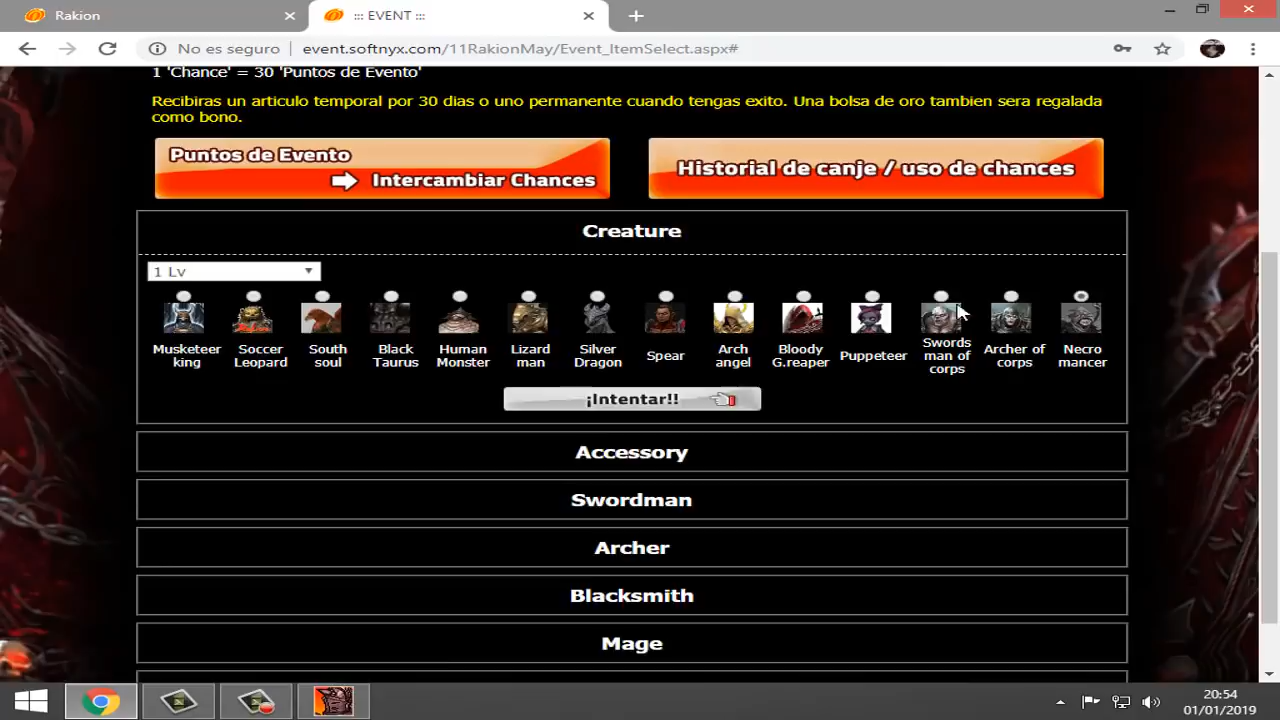 Rakion
::: EVENT :::
No es seguro | event.softnyx.com/11RakionMay/Event_ItemSelect.aspx#
1 'Chance' = 30 'Puntos de Evento'
Recibiras un articulo temporal por 30 dias o uno permanente cuando tengas exito. Una bolsa de oro tambien sera regalada
como bono.
Puntos de Evento
Intercambiar Chances
Historial de canje / uso de chances
Creature
1 Lv
Musketeer king
Soccer Leopard
South soul
Black Taurus
Human Monster
Lizard man
Silver Dragon
Spear
Arch angel
Bloody G.reaper
Puppeteer
Swords man of corps
Archer of corps
Necro mancer
¡Intentar!!
Accessory
Swordman
Archer
Blacksmith
Mage
20:54
01/01/2019